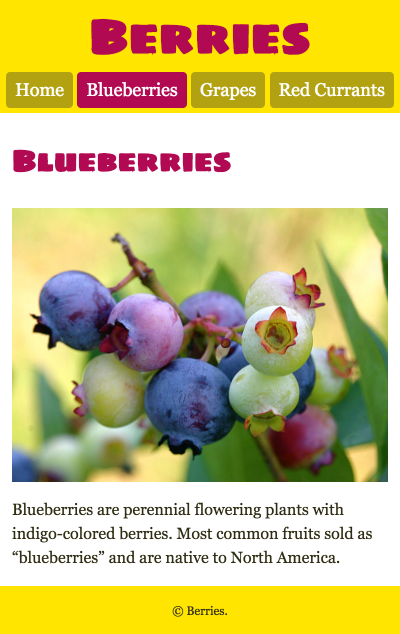 Berries
Home Blueberries Grapes Red Currants
Blueberries
Blueberries are perennial flowering plants with
indigo-colored berries. Most common fruits sold as
“blueberries” and are native to North America.
© Berries.